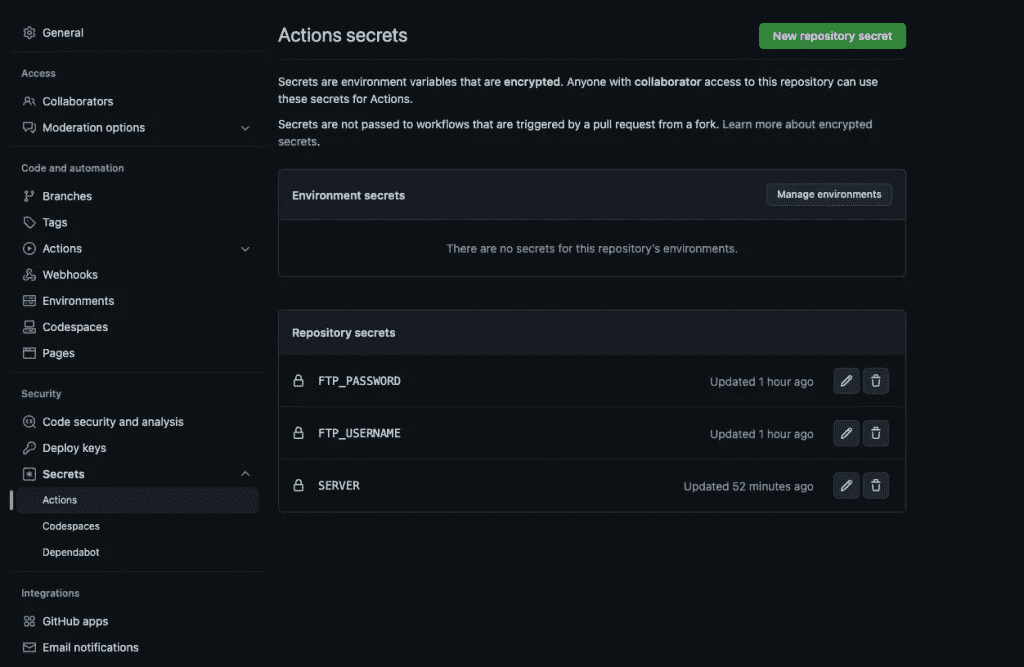 General
Access
Collaborators
Moderation options
Code and automation
Branches
Tags
Actions
Webhooks
Environments
Codespaces
Pages
Security
Code security and analysis
Deploy keys
Secrets
Actions
Codespaces
Dependabot
Integrations
GitHub apps
Email notifications
Actions secrets
New repository secret
Secrets are environment variables that are encrypted. Anyone with collaborator access to this repository can use
these secrets for Actions.
Secrets are not passed to workflows that are triggered by a pull request from a fork. Learn more about encrypted
secrets.
Environment secrets
Manage environments
There are no secrets for this repository's environments.
Repository secrets
FTP_PASSWORD Updated 1 hour ago
FTP_USERNAME Updated 1 hour ago
SERVER Updated 52 minutes ago